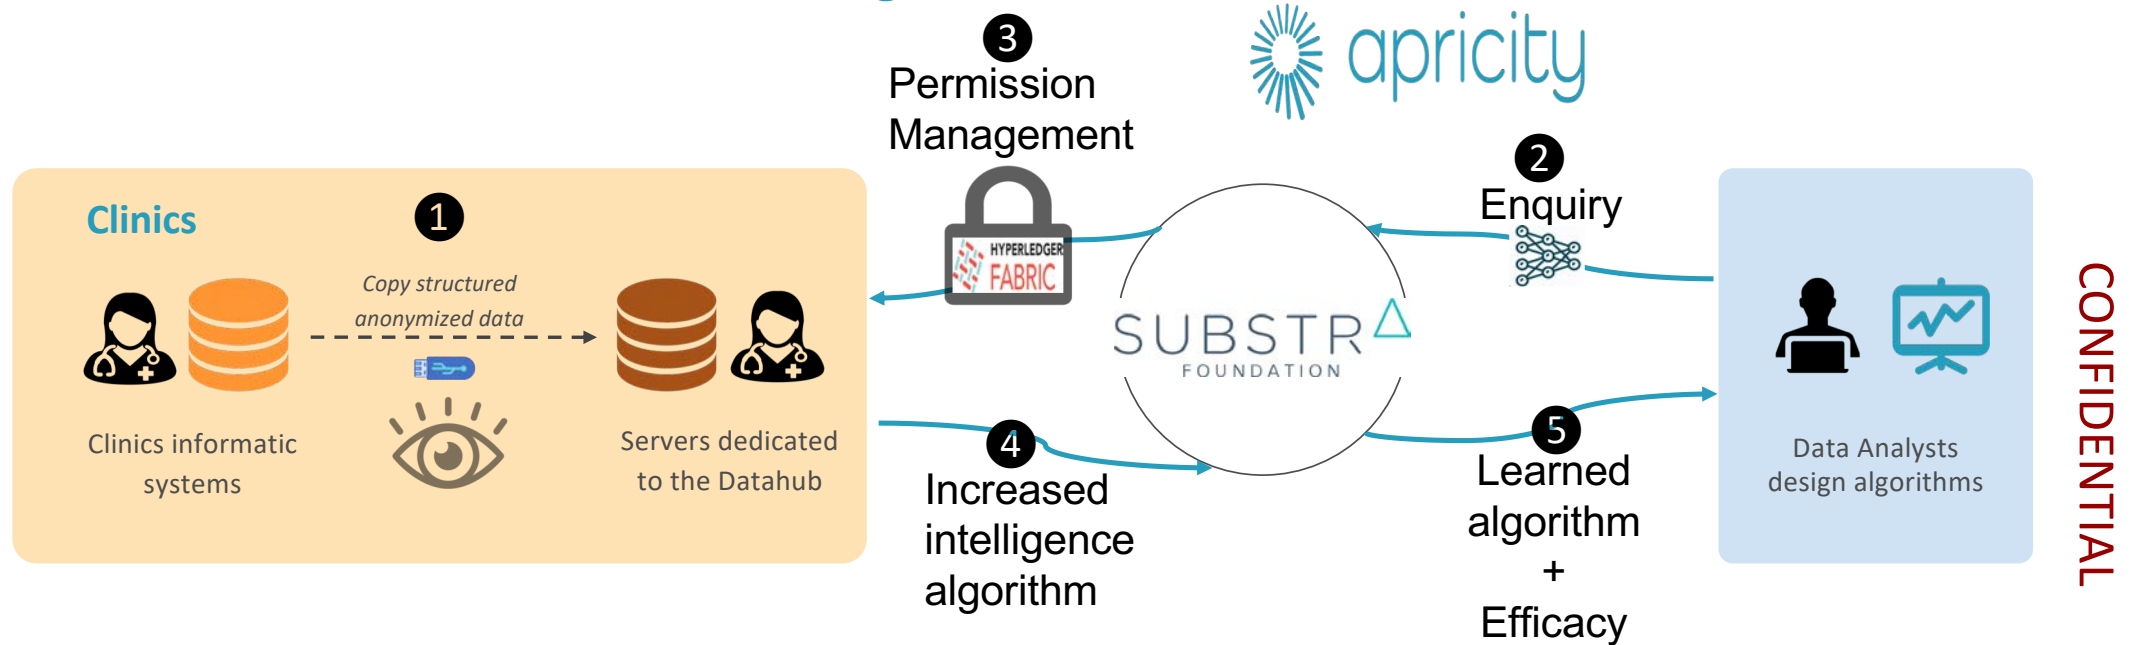 3
Permission
Management
apricity
2
Enquiry
Clinics
1
Copy structured
anonymized data
HYPERLEDGER
FABRIC
SUBSTRA
FOUNDATION
Clinics informatic
systems
Servers dedicated
to the Datahub
4
Increased
intelligence
algorithm
5
Learned
algorithm
+
Efficacy
Data Analysts
design algorithms
CONFIDENTIAL